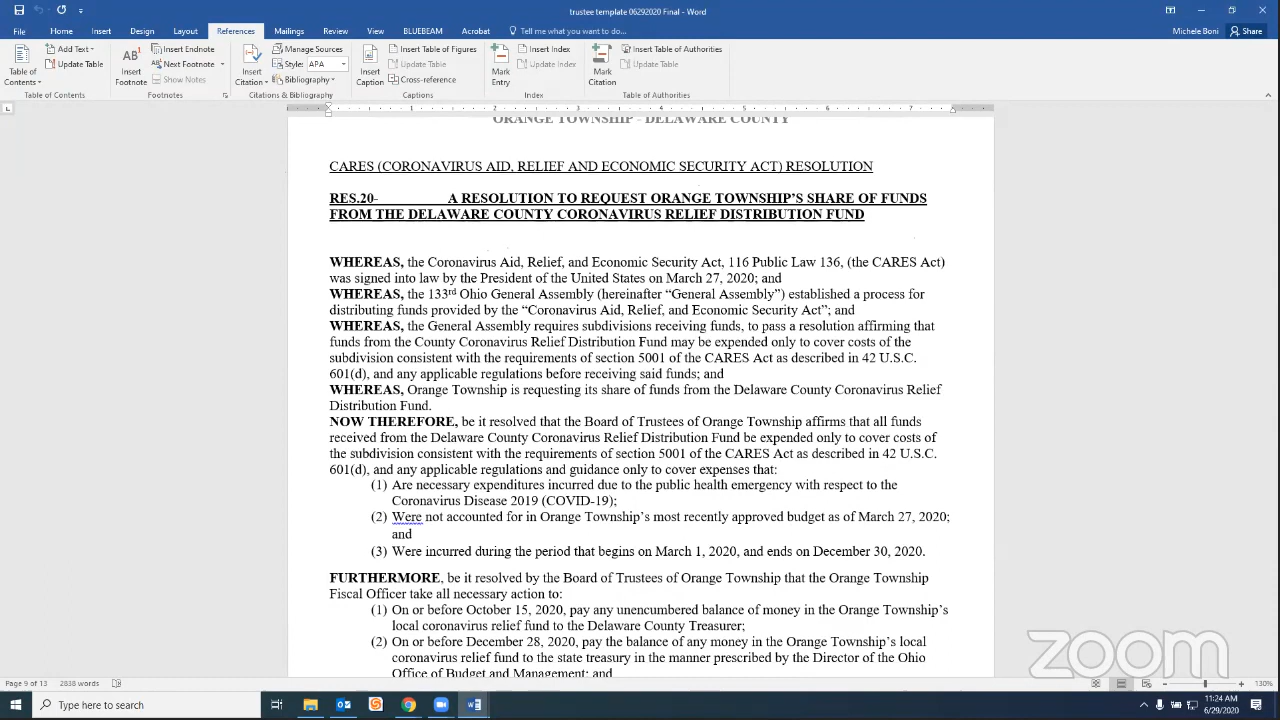 trustee template 06292020 Final - Word
File Home Insert Design Layout References Mailings Review View BLUEBEAM Acrobat Tell me what you want to do... Michele Boni Share
Table of Contents
Add Text
Update Table
Table of Contents
AB1 Insert Footnote
Insert Endnote
Next Footnote
Show Notes
Footnotes
Insert Citation
Manage Sources
Style: APA
Bibliography
Citations & Bibliography
Insert Caption
Insert Table of Figures
Update Table
Cross-reference
Captions
Mark Entry
Insert Index
Update Index
Index
Mark Citation
Insert Table of Authorities
Update Table
Table of Authorities
1 2 3 4 5 6 7
ORANGE TOWNSHIP - DELAWARE COUNTY
CARES (CORONAVIRUS AID, RELIEF AND ECONOMIC SECURITY ACT) RESOLUTION
RES.20- A RESOLUTION TO REQUEST ORANGE TOWNSHIP’S SHARE OF FUNDS
FROM THE DELAWARE COUNTY CORONAVIRUS RELIEF DISTRIBUTION FUND
WHEREAS, the Coronavirus Aid, Relief, and Economic Security Act, 116 Public Law 136, (the CARES Act)
was signed into law by the President of the United States on March 27, 2020; and
WHEREAS, the 133rd Ohio General Assembly (hereinafter “General Assembly”) established a process for
distributing funds provided by the “Coronavirus Aid, Relief, and Economic Security Act”; and
WHEREAS, the General Assembly requires subdivisions receiving funds, to pass a resolution affirming that
funds from the County Coronavirus Relief Distribution Fund may be expended only to cover costs of the
subdivision consistent with the requirements of section 5001 of the CARES Act as described in 42 U.S.C.
601(d), and any applicable regulations before receiving said funds; and
WHEREAS, Orange Township is requesting its share of funds from the Delaware County Coronavirus Relief
Distribution Fund.
NOW THEREFORE, be it resolved that the Board of Trustees of Orange Township affirms that all funds
received from the Delaware County Coronavirus Relief Distribution Fund be expended only to cover costs of
the subdivision consistent with the requirements of section 5001 of the CARES Act as described in 42 U.S.C.
601(d), and any applicable regulations and guidance only to cover expenses that:
(1) Are necessary expenditures incurred due to the public health emergency with respect to the
Coronavirus Disease 2019 (COVID-19);
(2) Were not accounted for in Orange Township’s most recently approved budget as of March 27, 2020;
and
(3) Were incurred during the period that begins on March 1, 2020, and ends on December 30, 2020.
FURTHERMORE, be it resolved by the Board of Trustees of Orange Township that the Orange Township
Fiscal Officer take all necessary action to:
(1) On or before October 15, 2020, pay any unencumbered balance of money in the Orange Township’s
local coronavirus relief fund to the Delaware County Treasurer;
(2) On or before December 28, 2020, pay the balance of any money in the Orange Township’s local
coronavirus relief fund to the state treasury in the manner prescribed by the Director of the Ohio
Office of Budget and Management; and
zoom
Page 9 of 13 2838 words 130%
Type here to search
11:24 AM
6/29/2020